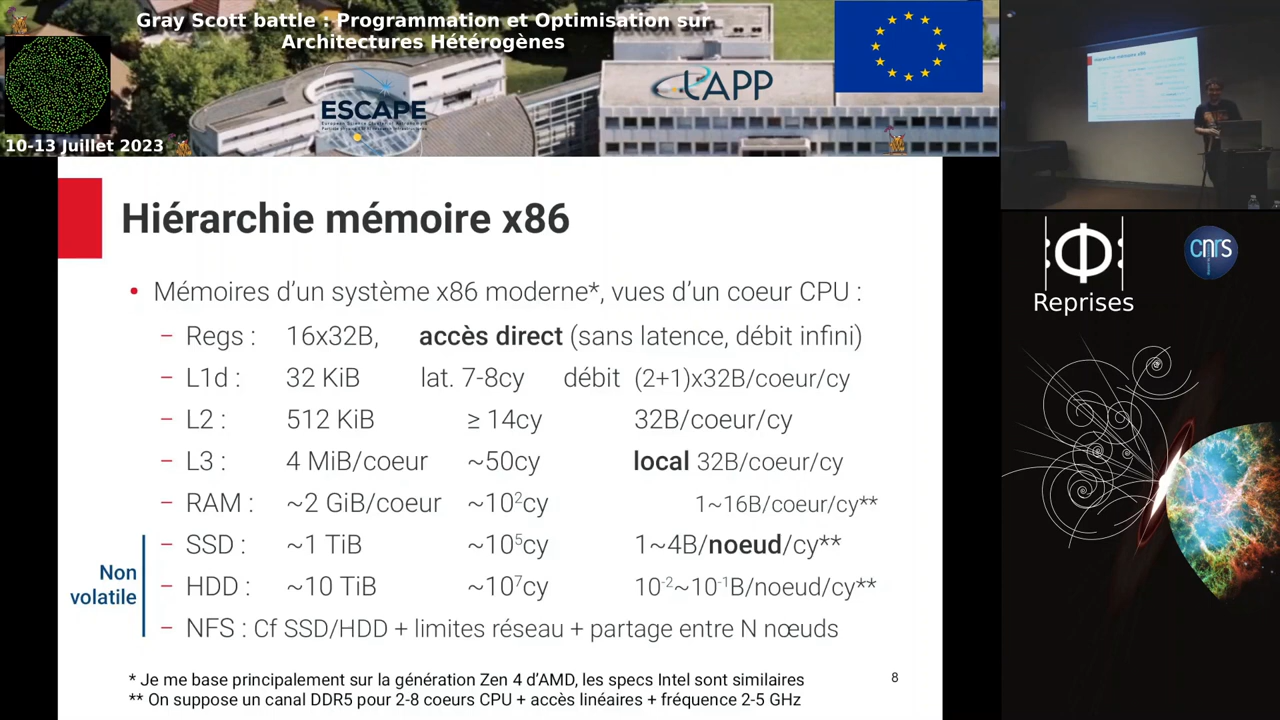 Gray Scott battle : Programmation et Optimisation sur
Architectures Hétérogènes
ESCAPE
LAPP
10-13 Juillet 2023
Hiérarchie mémoire x86
• Mémoires d’un système x86 moderne*, vues d’un coeur CPU :
– Regs : 16x32B, accès direct (sans latence, débit infini)
– L1d : 32 KiB lat. 7-8cy débit (2+1)x32B/coeur/cy
– L2 : 512 KiB ≥ 14cy 32B/coeur/cy
– L3 : 4 MiB/coeur ~50cy local 32B/coeur/cy
– RAM : ~2 GiB/coeur ~10²cy 1~16B/coeur/cy**
– SSD : ~1 TiB ~10⁵cy 1~4B/noeud/cy**
– HDD : ~10 TiB ~10⁷cy 10⁻²~10⁻¹B/noeud/cy**
– NFS : Cf SSD/HDD + limites réseau + partage entre N nœuds
Non
volatile
* Je me base principalement sur la génération Zen 4 d’AMD, les specs Intel sont similaires
** On suppose un canal DDR5 pour 2-8 coeurs CPU + accès linéaires + fréquence 2-5 GHz
8
Hiérarchie mémoire x86
Φ
Reprises
cnrs